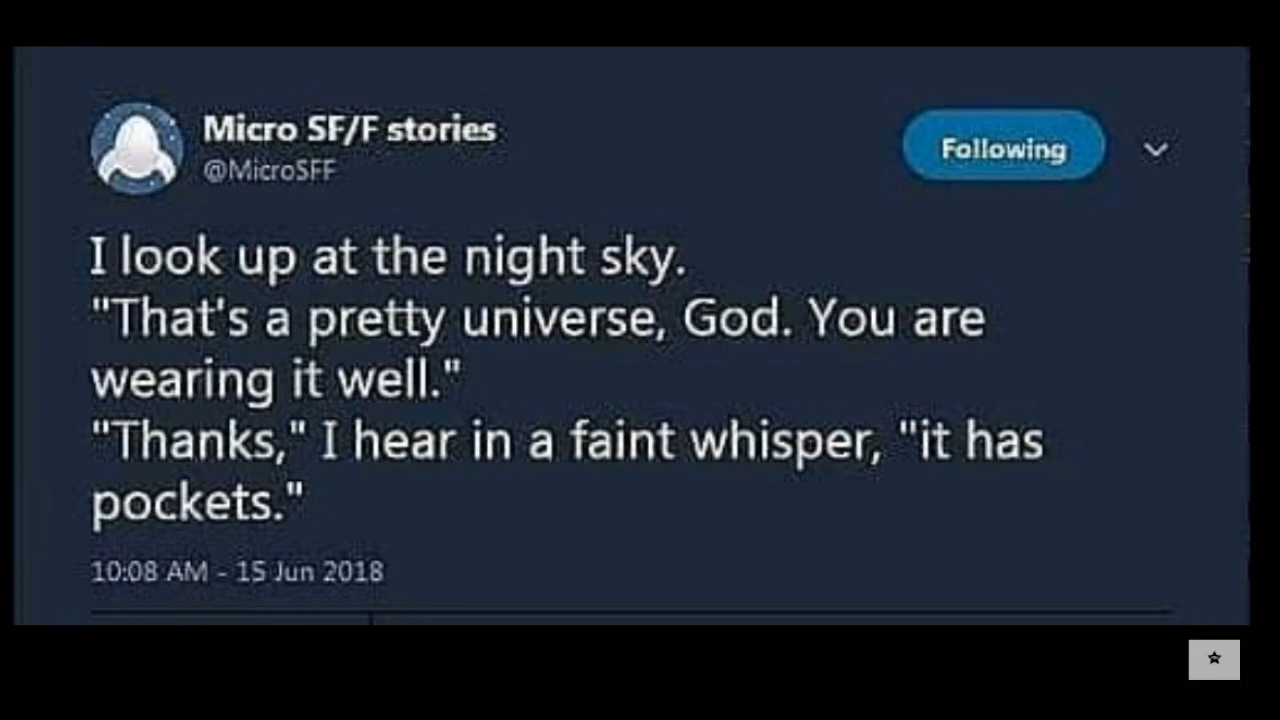 Micro SF/F stories
@MicroSFF
Following
I look up at the night sky.
"That's a pretty universe, God. You are
wearing it well."
"Thanks," I hear in a faint whisper, "it has
pockets."
10:08 AM - 15 Jun 2018